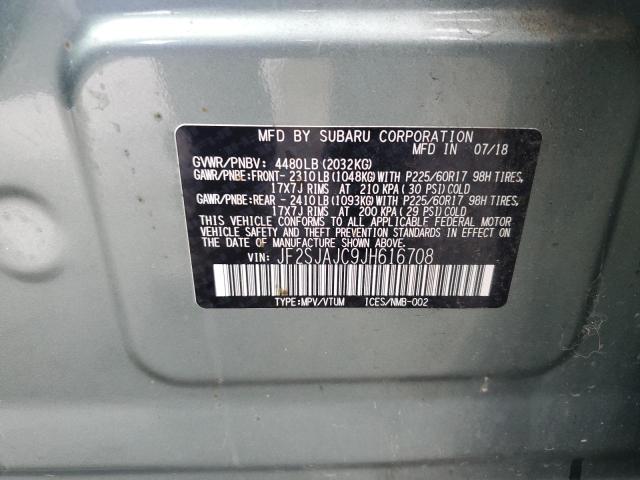 MFD BY SUBARU CORPORATION
MFD IN 07/18
GVWR/PNBV: 4480LB(2032KG)
GAWR/PNBE:FRONT- 2310LB(1048KG)WITH P225/60R17 98H TIRES,
17X7J RIMS AT 210 KPA( 30 PSI)COLD
GAWR/PNBE:REAR - 2410LB(1093KG)WITH P225/60R17 98H TIRES,
17X7J RIMS AT 200 KPA( 29 PSI)COLD
THIS VEHICLE CONFORMS TO ALL APPLICABLE FEDERAL MOTOR
VEHICLE SAFETY, BUMPER, AND THEFT PREVENTION
STANDARDS IN EFFECT ON THE DATE OF MANUFACTURE SHOWN ABOVE.
VIN: JF2SJAJC9JH616708
TYPE:MPV/VTUM ICES/NMB-002